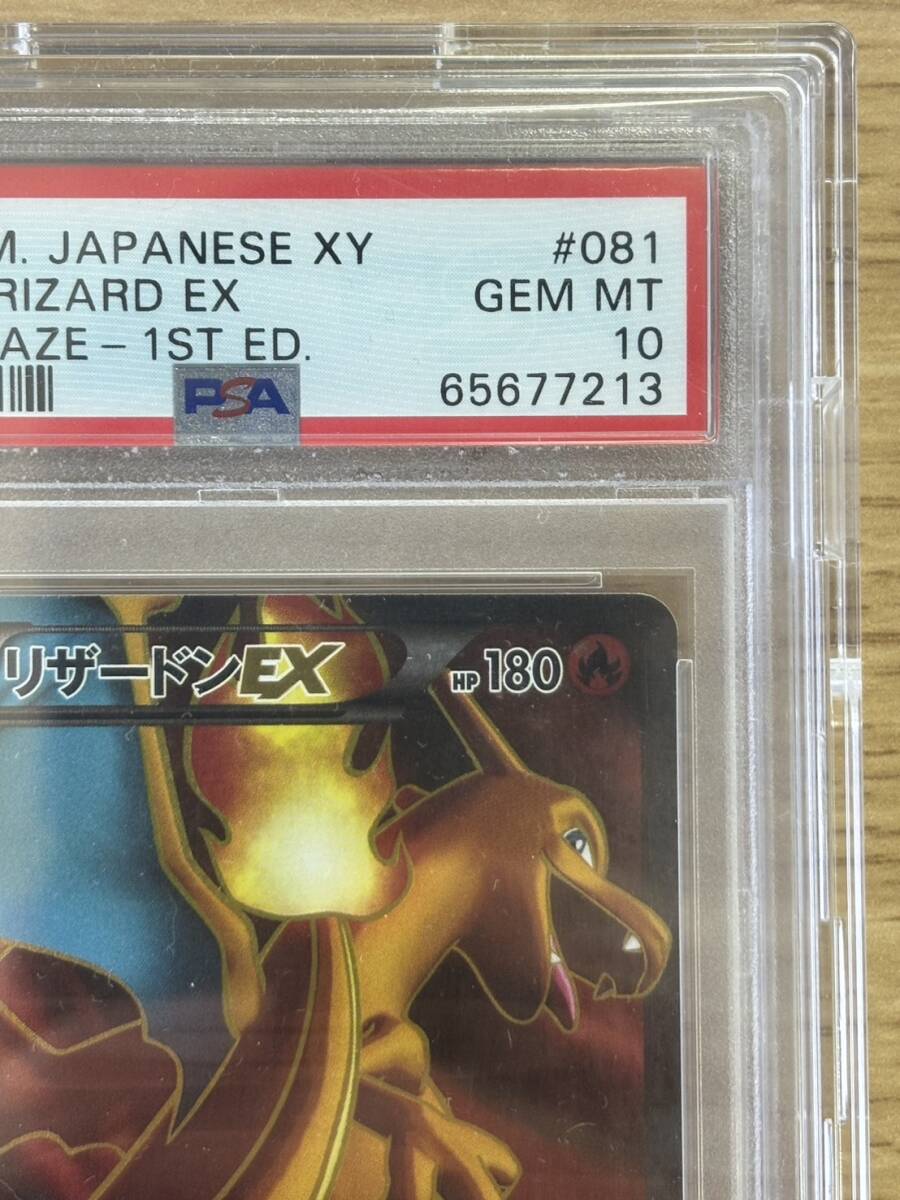 M. JAPANESE XY #081
RIZARD EX GEM MT
AZE - 1ST ED. 10
PSA 65677213
リザードンEX HP180